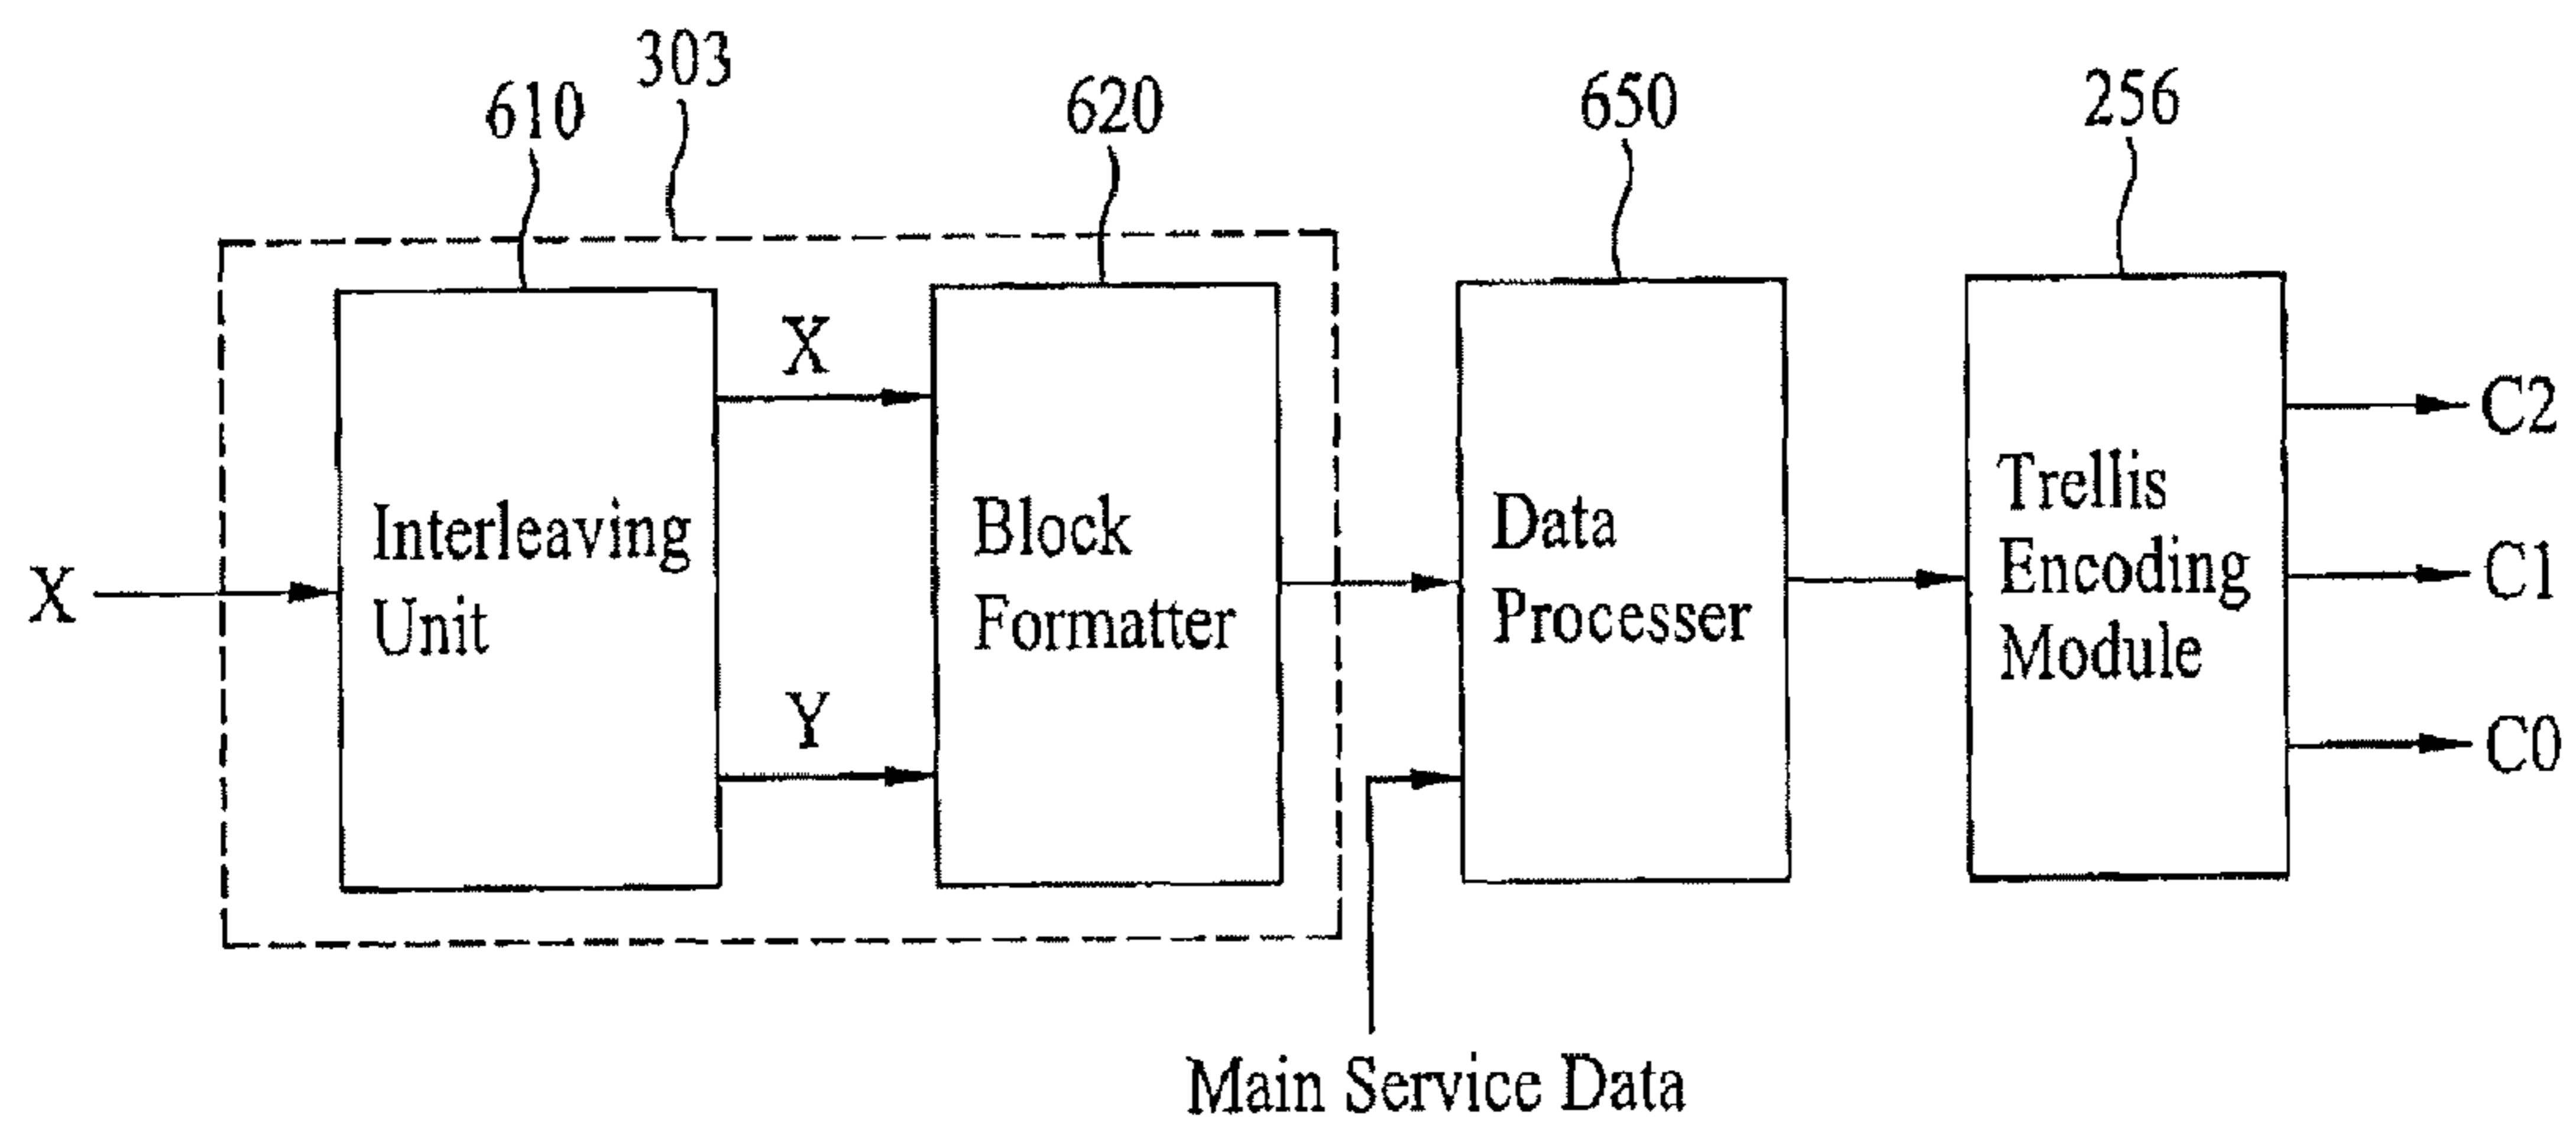 303
610
620
650
256
X
Interleaving
Unit
X
Y
Block
Formatter
Data
Processer
Trellis
Encoding
Module
C2
C1
C0
Main Service Data